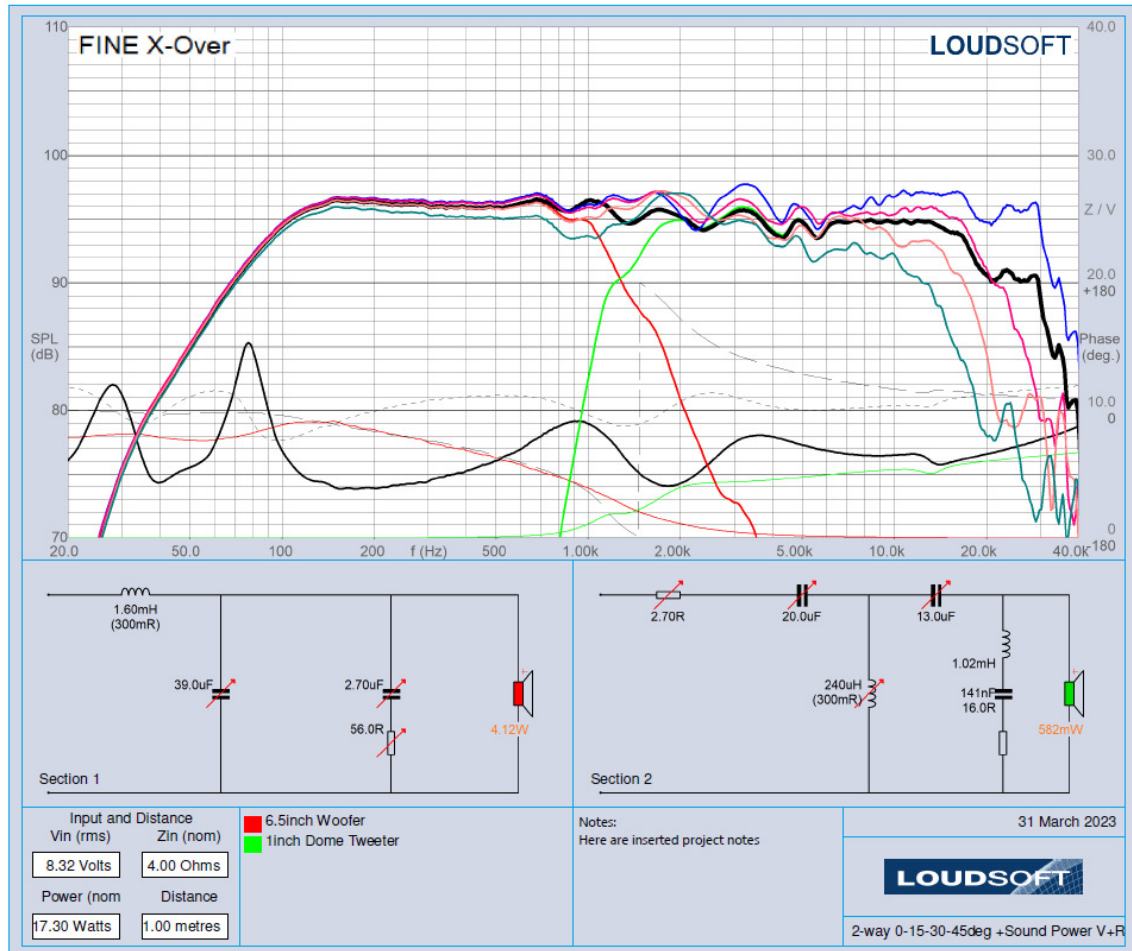 110
FINE X-Over
LOUDSOFT
40.0
100
30.0
Z / V
90
20.0
+180
SPL
(dB)
Phase
(deg.)
80
10.0
0
70
0
-180
20.0
50.0
100
200
f (Hz)
500
1.00k
2.00k
5.00k
10.0k
20.0k
40.0k
1.60mH
(300mR)
39.0uF
2.70uF
56.0R
4.12W
Section 1
2.70R
20.0uF
13.0uF
240uH
(300mR)
1.02mH
141nF
16.0R
582mW
Section 2
Input and Distance
Vin (rms)
Zin (nom)
8.32 Volts
4.00 Ohms
Power (nom
Distance
17.30 Watts
1.00 metres
6.5inch Woofer
1inch Dome Tweeter
Notes:
Here are inserted project notes
31 March 2023
LOUDSOFT
2-way 0-15-30-45deg +Sound Power V+R